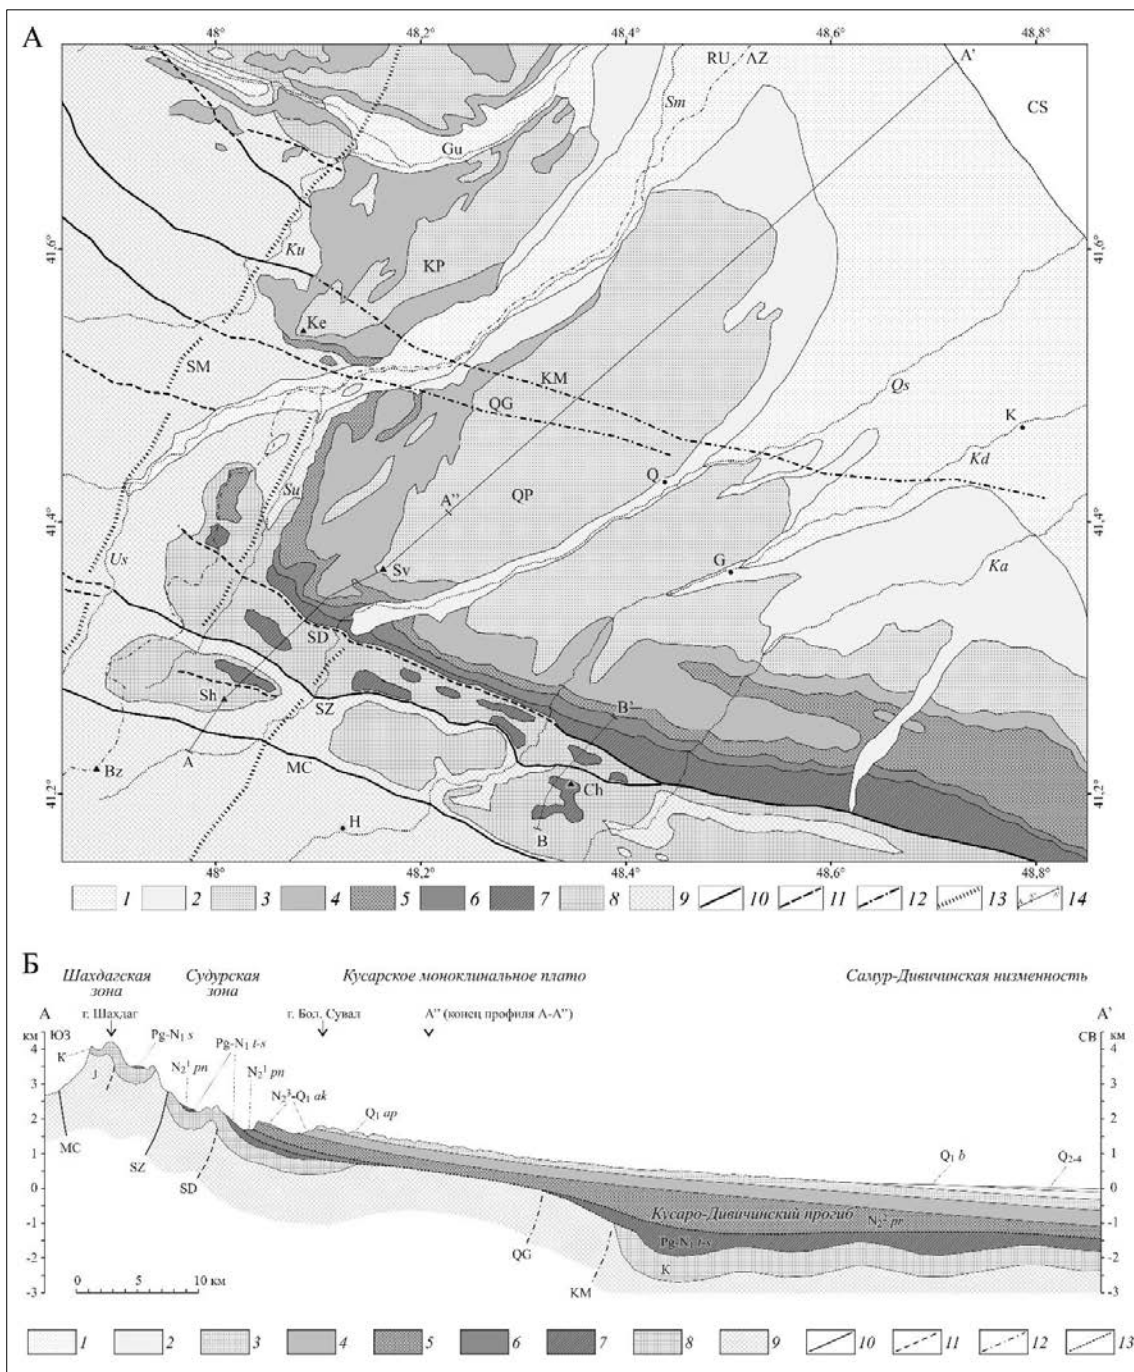 А
48°
48,2°
48,4°
48,6°
48,8°
RU
AZ
A'
CS
Sm
Gu
41,6°
41,6°
Ku
KP
Ke
SM
KM
QG
Qs
K
Kd
Q
QP
A''
Su
41,4°
41,4°
Us
Sv
G
Ka
SD
Sh
SZ
B'
A
MC
Bz
Ch
41,2°
41,2°
H
B
48°
48,2°
48,4°
48,6°
48,8°
1 2 3 4 5 6 7 8 9 10 11 12 13 14
Б
Шахдагская зона
Судурская зона
Кусарское моноклинальное плато
Самур-Дивичинская низменность
А
г. Шахдаг
г. Бол. Сувал
А'' (конец профиля А-А'')
А'
км ЮЗ
СВ км
4
3
2
1
0
-1
-2
-3
K
J
Pg-N₁ s
N₂¹ pn
Pg-N₁ t-s
N₂¹ pn
N₂³-Q₁ ak
Q₁ ap
Q₁ b
Q₂₋₄
MC
SZ
SD
QG
KM
Кусаро-Дивичинский прогиб
N₂² pr
Pg-N₁ t-s
K
4
3
2
1
0
-1
-2
-3
0 5 10 км
1 2 3 4 5 6 7 8 9 10 11 12 13